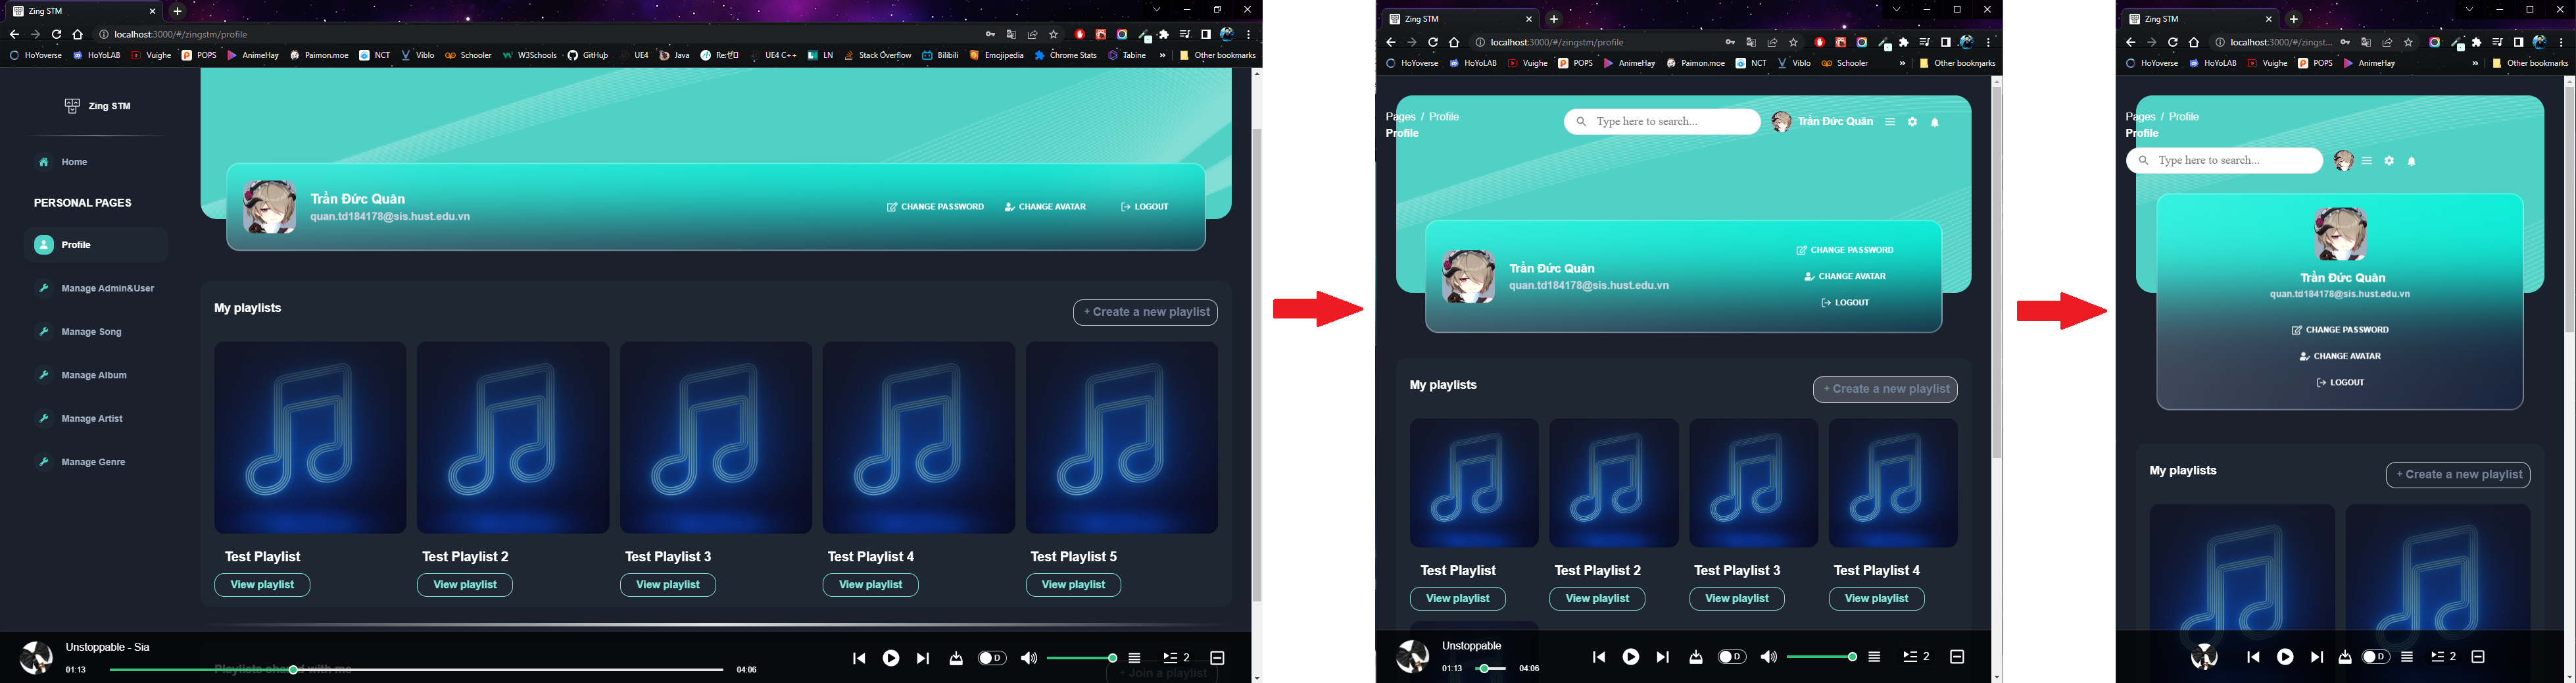 Zing STM
localhost:3000/#/zingstm/profile
HoYoverse HoYoLAB Vuighe POPS AnimeHay Paimon.moe NCT Viblo Schooler W3Schools GitHub UE4 Java Re:ゼロ UE4 C++ LN Stack Overflow Bilibili Emojipedia Chrome Stats Tabine » Other bookmarks
Zing STM
Home
PERSONAL PAGES
Profile
Manage Admin&User
Manage Song
Manage Album
Manage Artist
Manage Genre
Trần Đức Quân
quan.td184178@sis.hust.edu.vn
CHANGE PASSWORD CHANGE AVATAR LOGOUT
My playlists
+ Create a new playlist
Test Playlist Test Playlist 2 Test Playlist 3 Test Playlist 4 Test Playlist 5
View playlist View playlist View playlist View playlist View playlist
Playlists shared with me
+ Join a playlist
Unstoppable - Sia
01:13 04:06
D 2
Zing STM
localhost:3000/#/zingstm/profile
HoYoverse HoYoLAB Vuighe POPS AnimeHay Paimon.moe NCT Viblo Schooler » Other bookmarks
Pages / Profile
Profile
Type here to search...
Trần Đức Quân
Trần Đức Quân
quan.td184178@sis.hust.edu.vn
CHANGE PASSWORD
CHANGE AVATAR
LOGOUT
My playlists
+ Create a new playlist
Test Playlist Test Playlist 2 Test Playlist 3 Test Playlist 4
View playlist View playlist View playlist View playlist
Unstoppable
01:13 04:06
D 2
Zing STM
localhost:3000/#/zingst...
HoYoverse HoYoLAB Vuighe POPS AnimeHay » Other bookmarks
Pages / Profile
Profile
Type here to search...
Trần Đức Quân
quan.td184178@sis.hust.edu.vn
CHANGE PASSWORD
CHANGE AVATAR
LOGOUT
My playlists
+ Create a new playlist
D 2